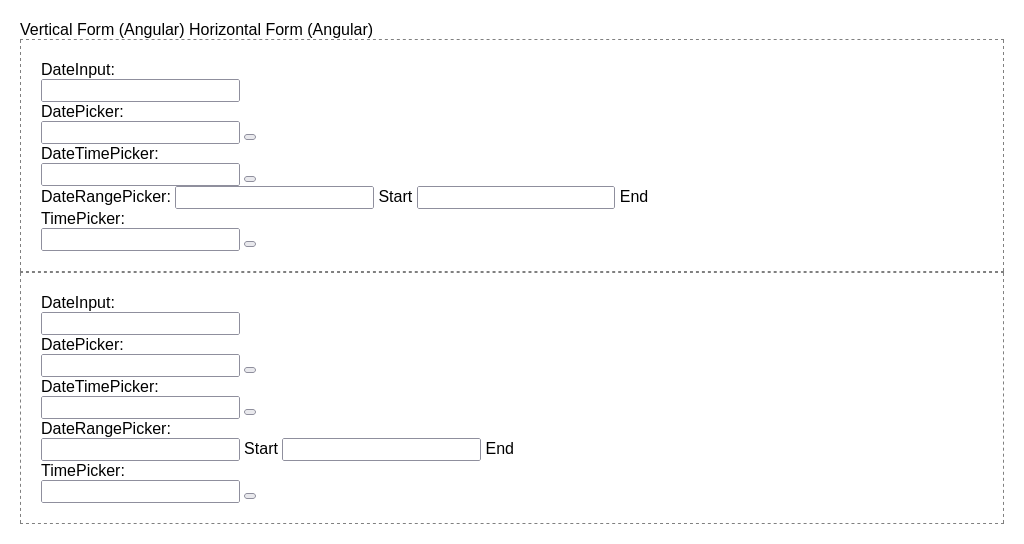 Vertical Form (Angular) Horizontal Form (Angular)
DateInput:
DatePicker:
DateTimePicker:
DateRangePicker: Start End
TimePicker:
DateInput:
DatePicker:
DateTimePicker:
DateRangePicker:
Start End
TimePicker: